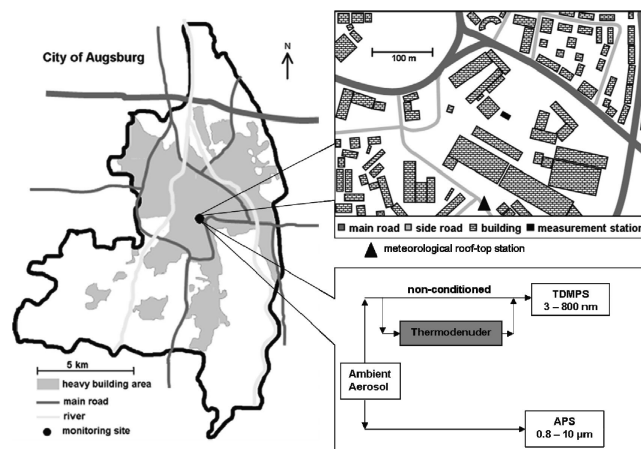 City of Augsburg
N
5 km
heavy building area
main road
river
monitoring site
100 m
main road side road building measurement station
meteorological roof-top station
non-conditioned
TDMPS
3 – 800 nm
Thermodenuder
Ambient
Aerosol
APS
0.8 – 10 µm